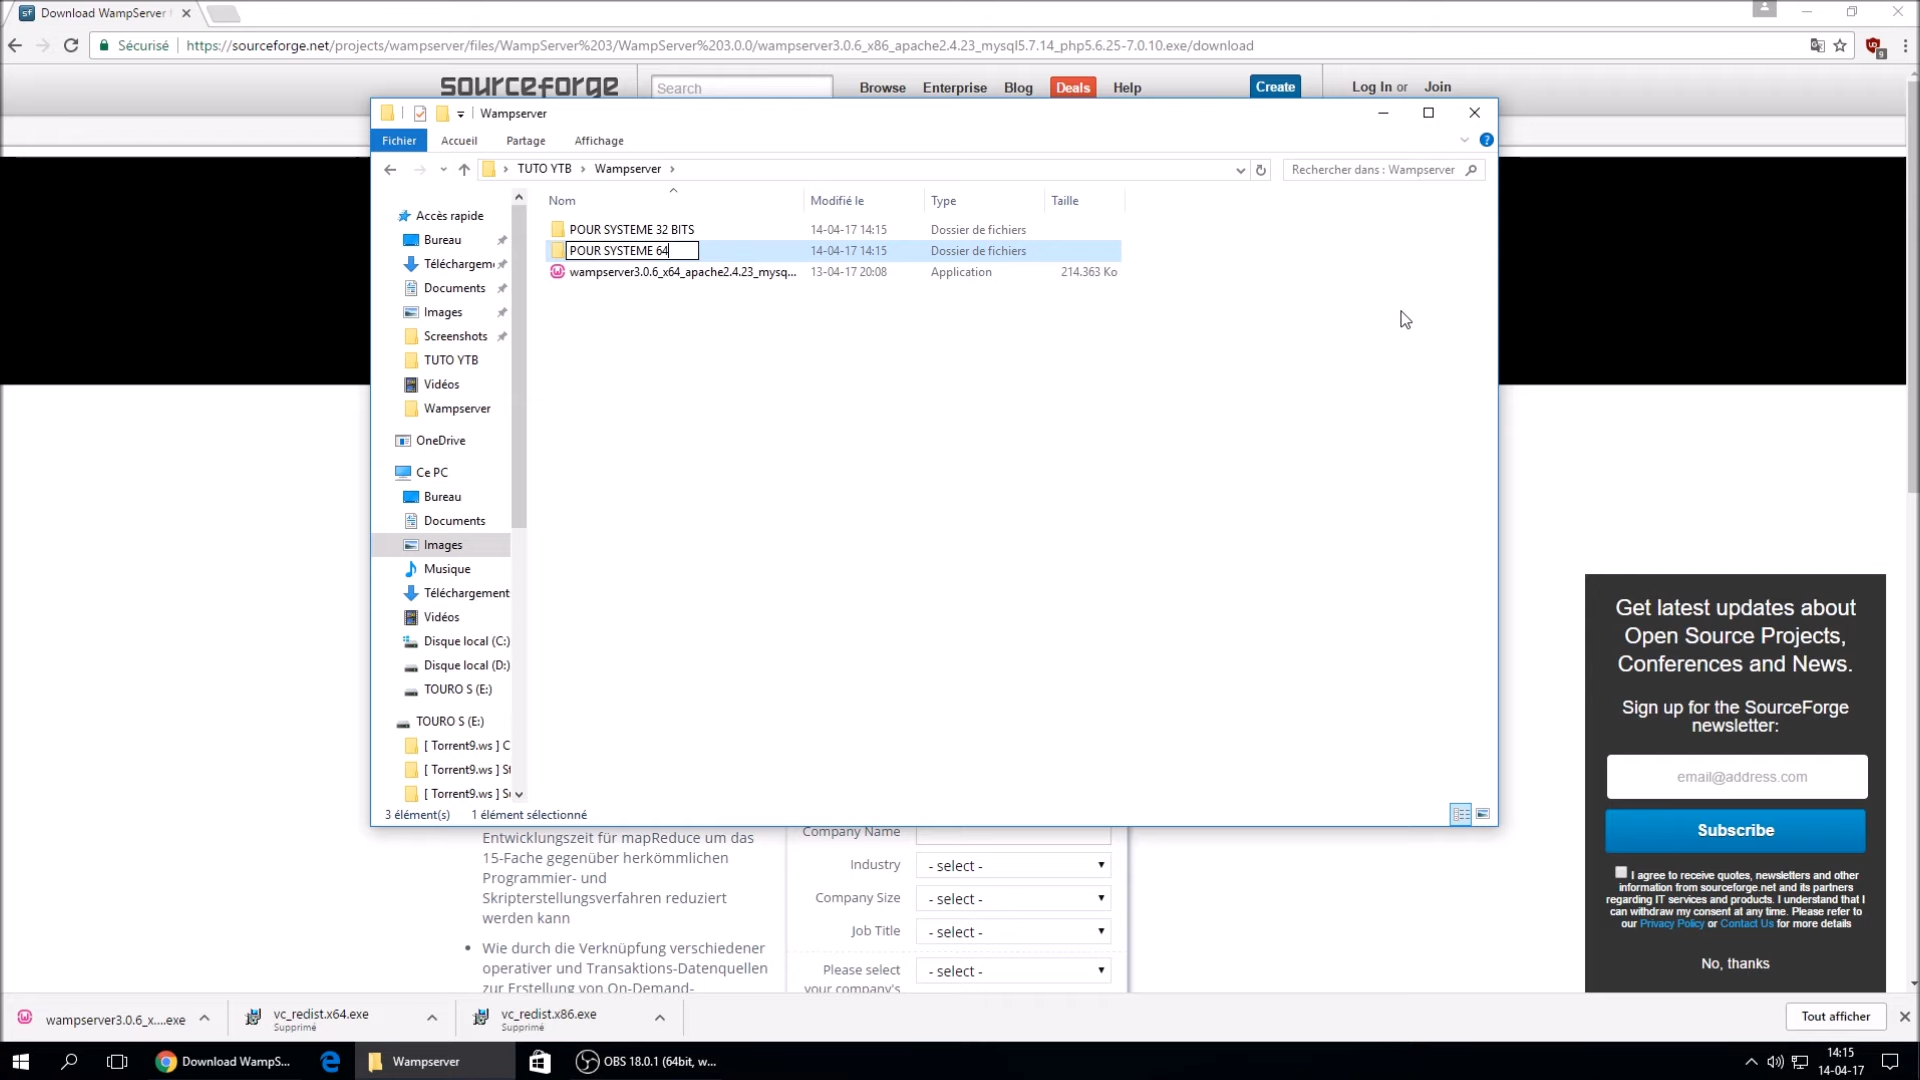 Download WampServer
Sécurisé
https://sourceforge.net/projects/wampserver/files/WampServer%203/WampServer%203.0.0/wampserver3.0.6_x86_apache2.4.23_mysql5.7.14_php5.6.25-7.0.10.exe/download
9
sourceforge
Search
Browse
Enterprise
Blog
Deals
Help
Create
Log In or
Join
Wampserver
Fichier
Accueil
Partage
Affichage
TUTO YTB
Wampserver
Rechercher dans : Wampserver
Nom
Modifié le
Type
Taille
POUR SYSTEME 32 BITS
14-04-17 14:15
Dossier de fichiers
POUR SYSTEME 64
14-04-17 14:15
Dossier de fichiers
wampserver3.0.6_x64_apache2.4.23_mysq...
13-04-17 20:08
Application
214.363 Ko
Accès rapide
Bureau
Téléchargem
Documents
Images
Screenshots
TUTO YTB
Vidéos
Wampserver
OneDrive
Ce PC
Bureau
Documents
Images
Musique
Téléchargement
Vidéos
Disque local (C:)
Disque local (D:)
TOURO S (E:)
TOURO S (E:)
[ Torrent9.ws ] C
[ Torrent9.ws ] S
[ Torrent9.ws ] S
3 élément(s)
1 élément sélectionné
Entwicklungszeit für mapReduce um das
15-Fache gegenüber herkömmlichen
Programmier- und
Skripterstellungsverfahren reduziert
werden kann
Wie durch die Verknüpfung verschiedener
operativer und Transaktions-Datenquellen
zur Erstellung von On-Demand-
Company Name
Industry
- select -
Company Size
- select -
Job Title
- select -
Please select
your company's
- select -
Get latest updates about
Open Source Projects,
Conferences and News.
Sign up for the SourceForge
newsletter:
email@address.com
Subscribe
I agree to receive quotes, newsletters and other
information from sourceforge.net and its partners
regarding IT services and products. I understand that I
can withdraw my consent at any time. Please refer to
our Privacy Policy or Contact Us for more details
No, thanks
wampserver3.0.6_x....exe
vc_redist.x64.exe
Supprimé
vc_redist.x86.exe
Supprimé
Tout afficher
Download WampS...
Wampserver
OBS 18.0.1 (64bit, w...
14:15
14-04-17